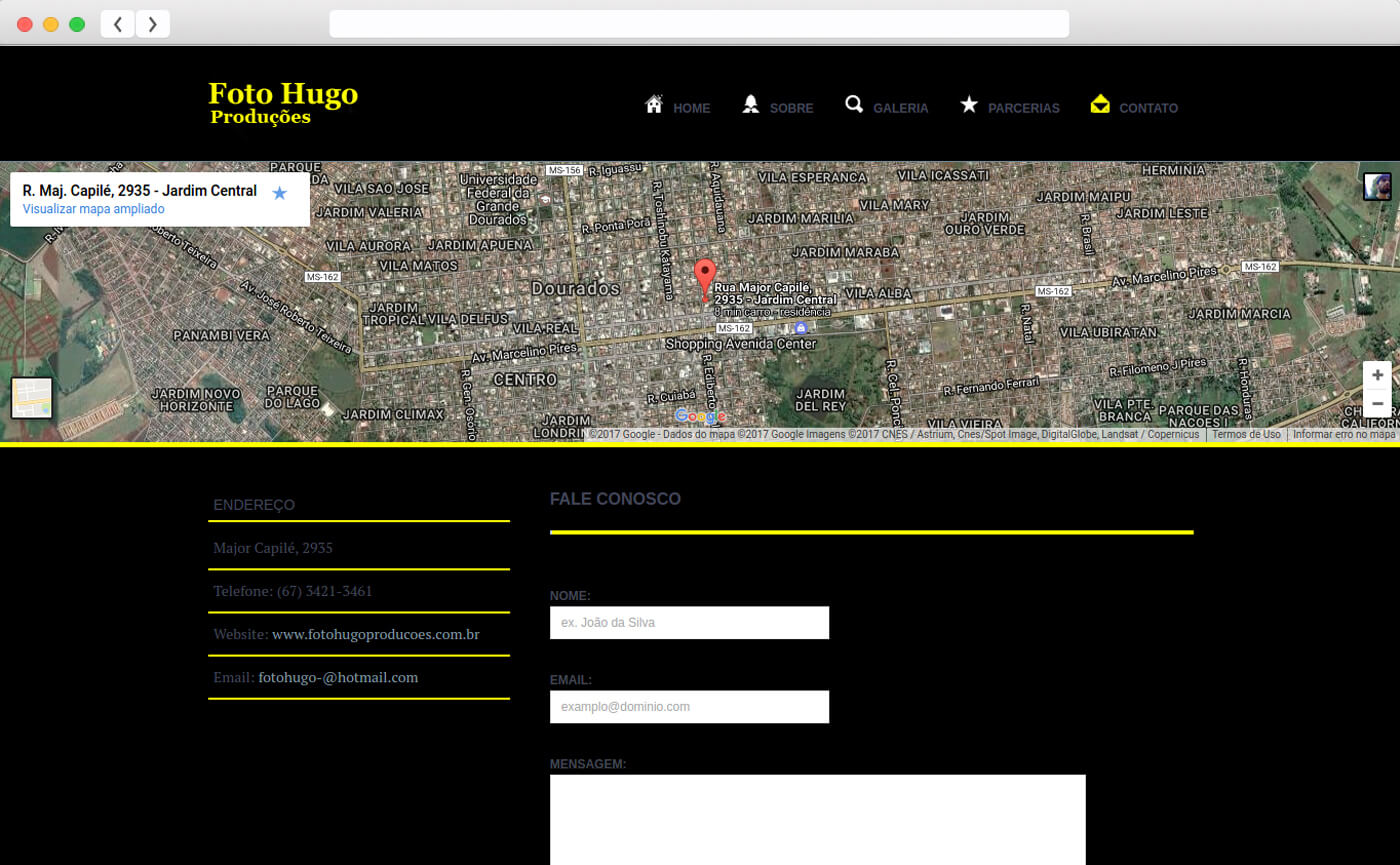 Foto Hugo
Produções
HOME SOBRE GALERIA PARCERIAS CONTATO
R. Maj. Capilé, 2935 - Jardim Central
Visualizar mapa ampliado
PARQUE
VILA SAO JOSE
JARDIM VALERIA
Universidade
Federal da
Grande
Dourados
MS-156
R. Iguassu
R. Ponta Porã
R. Toshinobu Katayama
R. Aquidauana
VILA ESPERANCA
VILA ICASSATI
HERMINIA
VILA MARY
JARDIM MAIPU
JARDIM MARILIA
JARDIM
OURO VERDE
JARDIM LESTE
R. Brasil
Roberto Teixeira
VILA AURORA
JARDIM APUENA
VILA MATOS
JARDIM MARABA
MS-162
Av. José Roberto Teixeira
Dourados
Rua Major Capilé,
2935 - Jardim Central
8 min carro - residência
VILA ALBA
MS-162
Av. Marcelino Pires
MS-162
JARDIM
TROPICAL
VILA DELFUS
VILA REAL
MS-162
PANAMBI VERA
JARDIM MARCIA
VILA UBIRATAN
R. Natal
Av. Marcelino Pires
Shopping Avenida Center
R. Filomeno J Pires
CENTRO
R. Fernando Ferrari
R. Honduras
JARDIM NOVO
HORIZONTE
PARQUE
DO LAGO
R. Cuiabá
JARDIM
DEL REY
JARDIM CLIMAX
R. Gen. Osório
VILA PTE.
BRANCA
PARQUE DAS
NACOES I
JARDIM
VILA VIEIRA
Google
©2017 Google - Dados do mapa ©2017 Google Imagens ©2017 CNES / Astrium, Cnes/Spot Image, DigitalGlobe, Landsat / Copernicus Termos de Uso Informar erro no mapa
ENDEREÇO
Major Capilé, 2935
Telefone: (67) 3421-3461
Website: www.fotohugoproducoes.com.br
Email: fotohugo-@hotmail.com
FALE CONOSCO
NOME:
ex. João da Silva
EMAIL:
examplo@dominio.com
MENSAGEM: